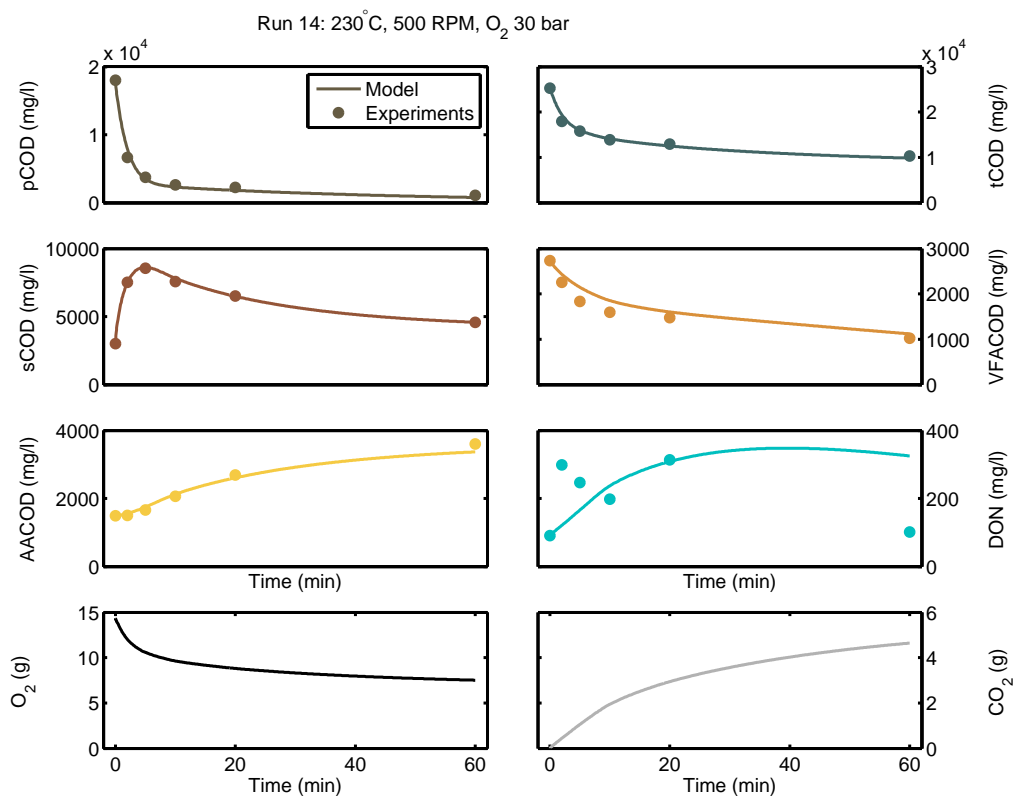 Run 14: 230°C, 500 RPM, O2 30 bar
x 10^4
pCOD (mg/l)
2
1
0
Model
Experiments
x 10^4
3
2
1
0
tCOD (mg/l)
sCOD (mg/l)
10000
5000
0
3000
2000
1000
0
VFACOD (mg/l)
AACOD (mg/l)
4000
2000
0
Time (min)
400
200
0
DON (mg/l)
Time (min)
O2 (g)
15
10
5
0
0 20 40 60
Time (min)
6
4
2
0
CO2 (g)
0 20 40 60
Time (min)